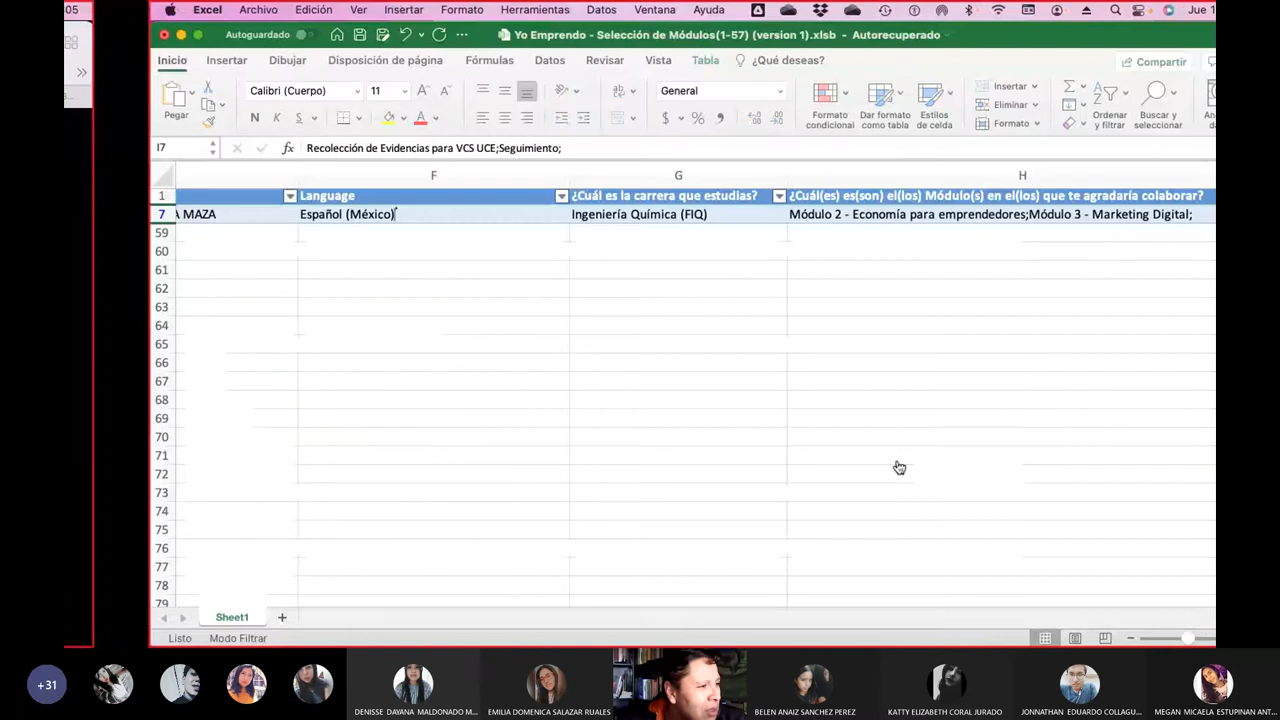 05
Excel Archivo Edición Ver Insertar Formato Herramientas Datos Ventana Ayuda Jue 1
Autoguardado Yo Emprendo - Selección de Módulos(1-57) (version 1).xlsb - Autorecuperado
Inicio Insertar Dibujar Disposición de página Fórmulas Datos Revisar Vista Tabla ¿Qué deseas? Compartir
Calibri (Cuerpo) 11 General Insertar
Eliminar
Formato
N K S A $ %
Pegar Formato condicional Dar formato como tabla Estilos de celda Ordenar y filtrar Buscar y seleccionar
I7 fx Recolección de Evidencias para VCS UCE;Seguimiento;
F G H
1 Language ¿Cuál es la carrera que estudias? ¿Cuál(es) es(son) el(los) Módulo(s) en el(los) que te agradaría colaborar?
7 A MAZA Español (México) Ingeniería Química (FIQ) Módulo 2 - Economía para emprendedores;Módulo 3 - Marketing Digital;
59
60
61
62
63
64
65
66
67
68
69
70
71
72
73
74
75
76
77
78
79
Sheet1 +
Listo Modo Filtrar
+31 DENISSE DAYANA MALDONADO M... EMILIA DOMENICA SALAZAR RUALES BELEN ANAIZ SANCHEZ PEREZ KATTY ELIZABETH CORAL JURADO JONNATHAN EDUARDO COLLAGU... MEGAN MICAELA ESTUPINAN ANT...